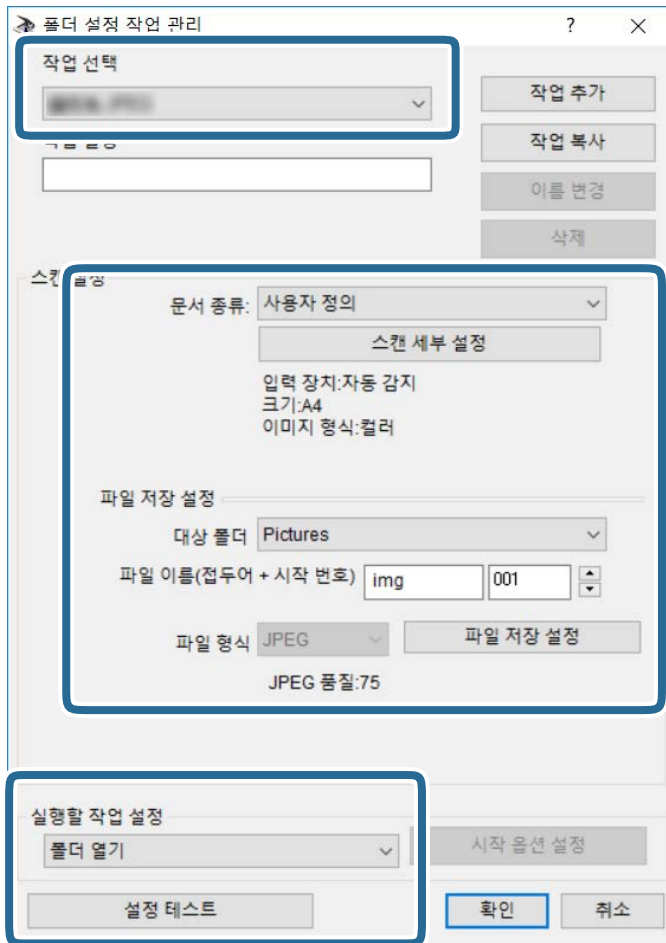 폴더 설정 작업 관리
작업 선택
작업 추가
작업 복사
이름 변경
삭제
스캔 설정
문서 종류: 사용자 정의
스캔 세부 설정
입력 장치:자동 감지
크기:A4
이미지 형식:컬러
파일 저장 설정
대상 폴더 Pictures
파일 이름(접두어 + 시작 번호) img 001
파일 형식 JPEG 파일 저장 설정
JPEG 품질:75
실행할 작업 설정
폴더 열기 시작 옵션 설정
설정 테스트 확인 취소